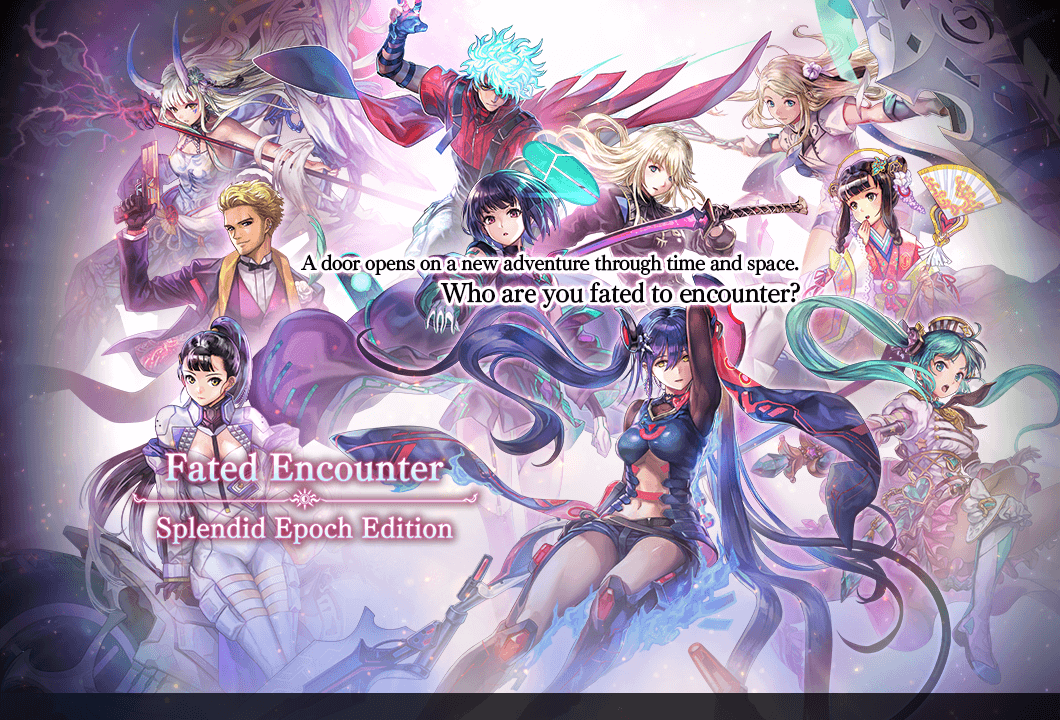 A door opens on a new adventure through time and space.
Who are you fated to encounter?
Fated Encounter
Splendid Epoch Edition